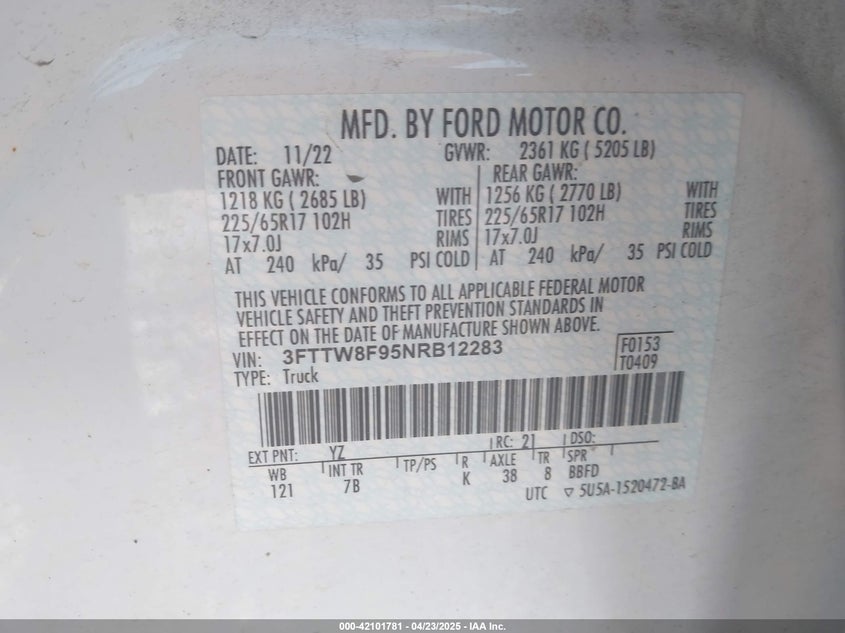 MFD. BY FORD MOTOR CO.
DATE: 11/22 GVWR: 2361 KG ( 5205 LB)
FRONT GAWR: REAR GAWR:
1218 KG ( 2685 LB) WITH 1256 KG ( 2770 LB) WITH
225/65R17 102H TIRES 225/65R17 102H TIRES
17x7.0J RIMS 17x7.0J RIMS
AT 240 kPa/ 35 PSI COLD AT 240 kPa/ 35 PSI COLD
THIS VEHICLE CONFORMS TO ALL APPLICABLE FEDERAL MOTOR
VEHICLE SAFETY AND THEFT PREVENTION STANDARDS IN
EFFECT ON THE DATE OF MANUFACTURE SHOWN ABOVE.
VIN: 3FTTW8F95NRB12283 F0153
TYPE: Truck T0409
EXT PNT: YZ RC: 21 DSO:
WB INT TR TP/PS R AXLE TR SPR
121 7B K 38 8 BBFD
UTC ▽ 5U5A-1520472-BA
000-42101781 - 04/23/2025 - IAA Inc.